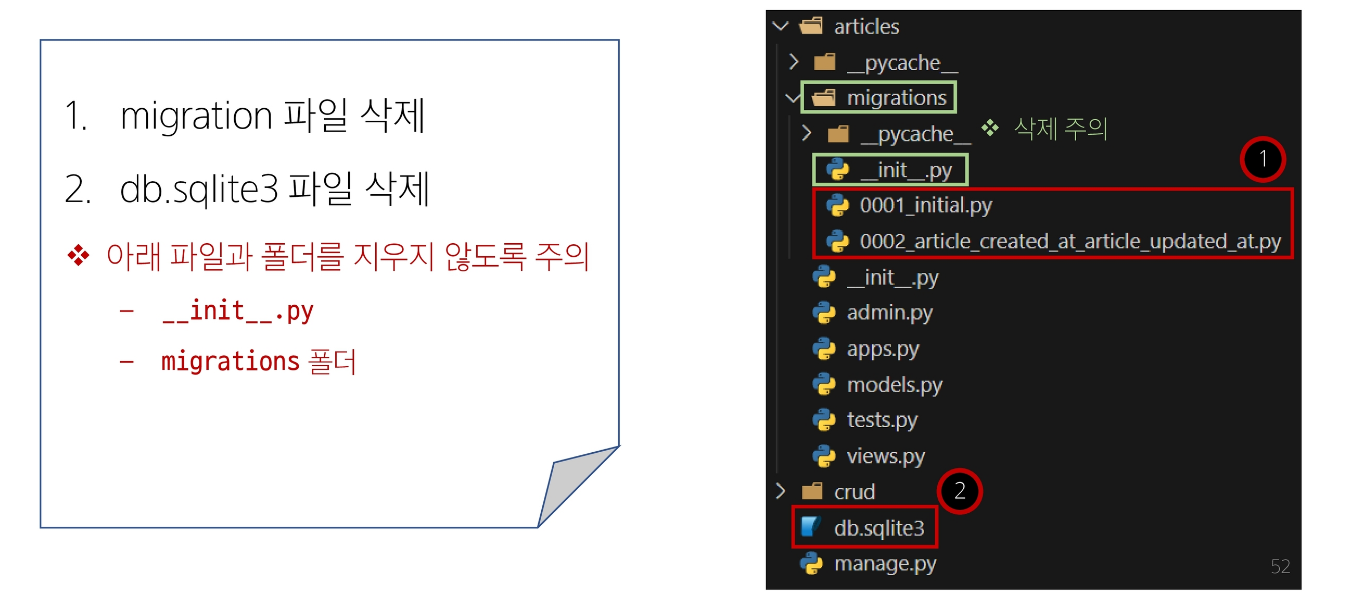 1. migration 파일 삭제
2. db.sqlite3 파일 삭제
❖ 아래 파일과 폴더를 지우지 않도록 주의
– __init__.py
– migrations 폴더
articles
__pycache__
migrations
__pycache__ ❖ 삭제 주의
1
__init__.py
0001_initial.py
0002_article_created_at_article_updated_at.py
__init__.py
admin.py
apps.py
models.py
tests.py
views.py
crud 2
db.sqlite3
manage.py
52